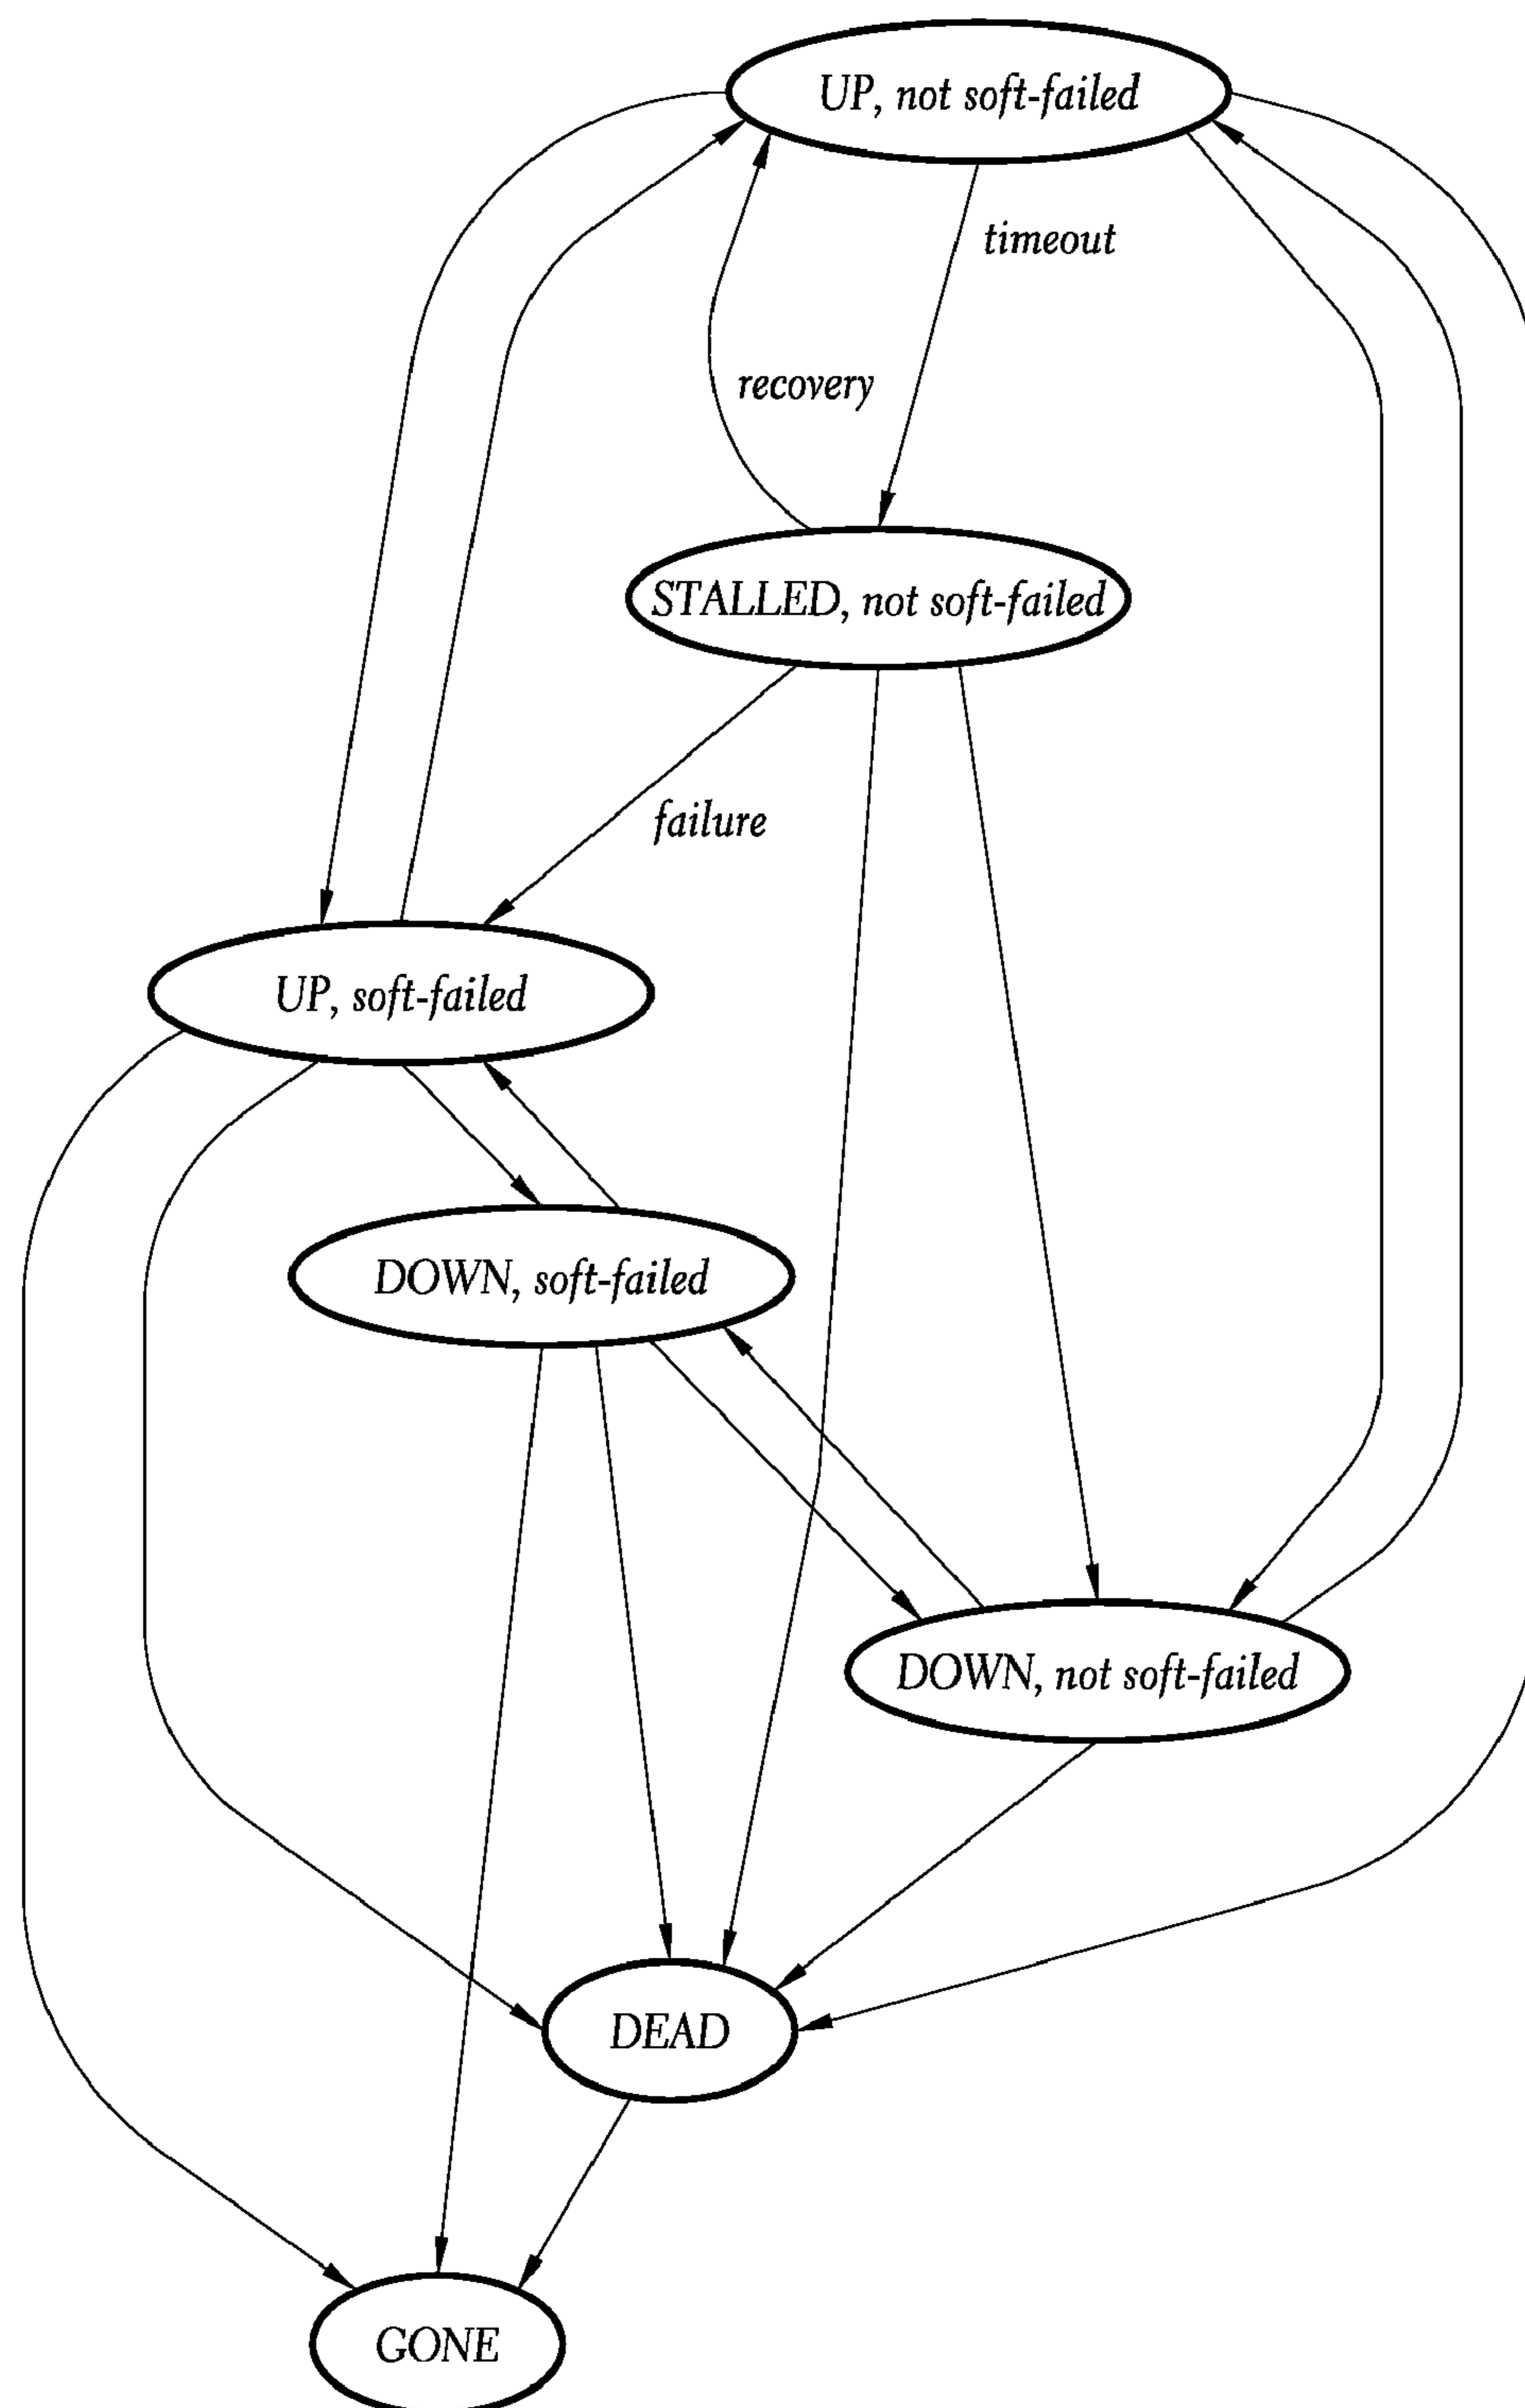 UP, not soft-failed
timeout
recovery
STALLED, not soft-failed
failure
UP, soft-failed
DOWN, soft-failed
DOWN, not soft-failed
DEAD
GONE